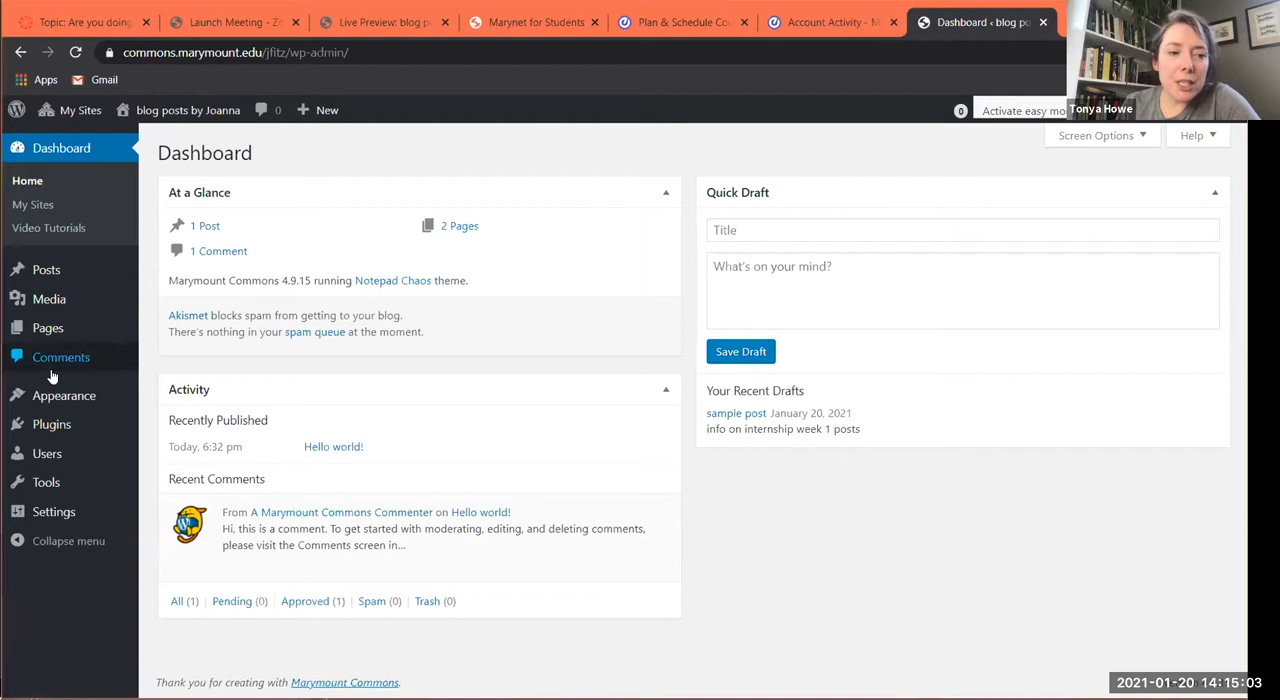 Topic: Are you doing
Launch Meeting - Zo
Live Preview: blog p
Marynet for Students
Plan & Schedule Co
Account Activity - M
Dashboard ‹ blog po
commons.marymount.edu/jfitz/wp-admin/
Apps
Gmail
Tonya Howe
My Sites
blog posts by Joanna
0
New
0
Activate easy mo
Dashboard
Home
My Sites
Video Tutorials
Posts
Media
Pages
Comments
Appearance
Plugins
Users
Tools
Settings
Collapse menu
Dashboard
Screen Options
Help
At a Glance
1 Post
2 Pages
1 Comment
Marymount Commons 4.9.15 running Notepad Chaos theme.
Akismet blocks spam from getting to your blog.
There's nothing in your spam queue at the moment.
Activity
Recently Published
Today, 6:32 pm
Hello world!
Recent Comments
From A Marymount Commons Commenter on Hello world!
Hi, this is a comment. To get started with moderating, editing, and deleting comments,
please visit the Comments screen in...
All (1) | Pending (0) | Approved (1) | Spam (0) | Trash (0)
Quick Draft
Title
What's on your mind?
Save Draft
Your Recent Drafts
sample post January 20, 2021
info on internship week 1 posts
Thank you for creating with Marymount Commons.
2021-01-20 14:15:03